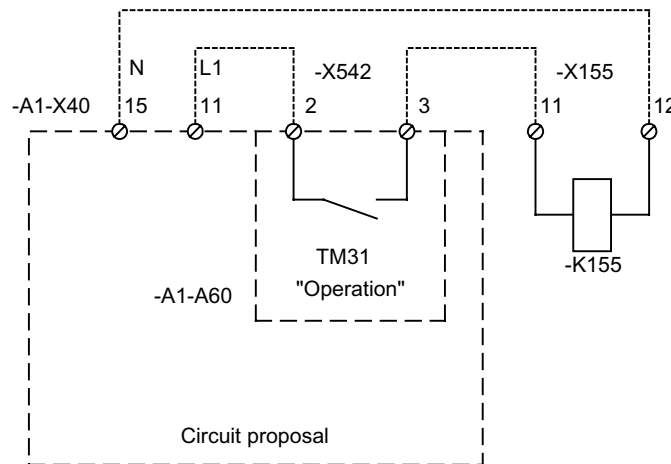 N
L1
-X542
-X155
-A1-X40
15
11
2
3
11
12
TM31
"Operation"
-K155
-A1-A60
Circuit proposal